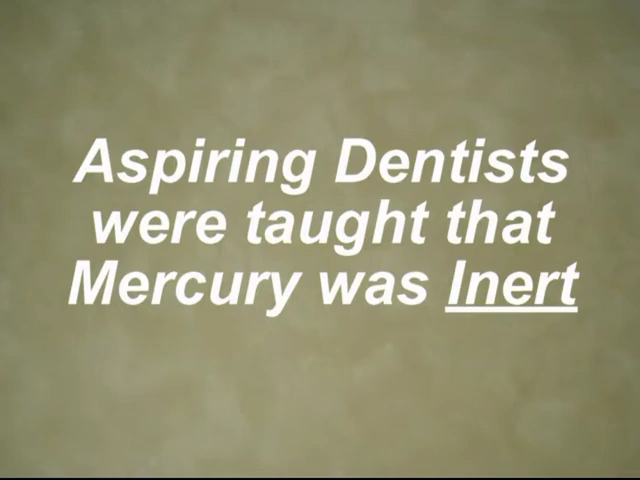 Aspiring Dentists
were taught that
Mercury was Inert